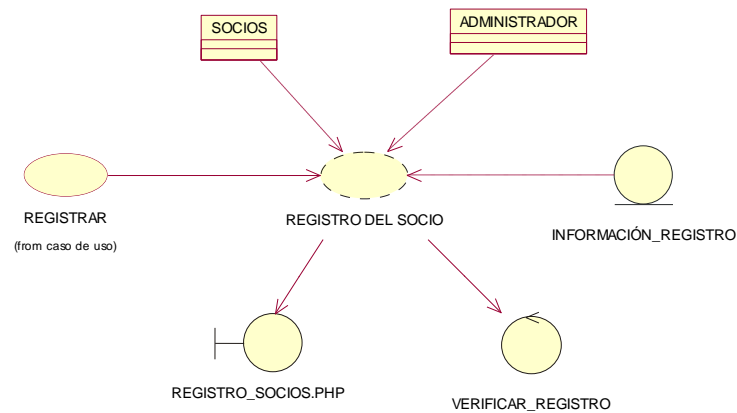 SOCIOS
ADMINISTRADOR
REGISTRAR
(from caso de uso)
REGISTRO DEL SOCIO
INFORMACIÓN_REGISTRO
REGISTRO_SOCIOS.PHP
VERIFICAR_REGISTRO